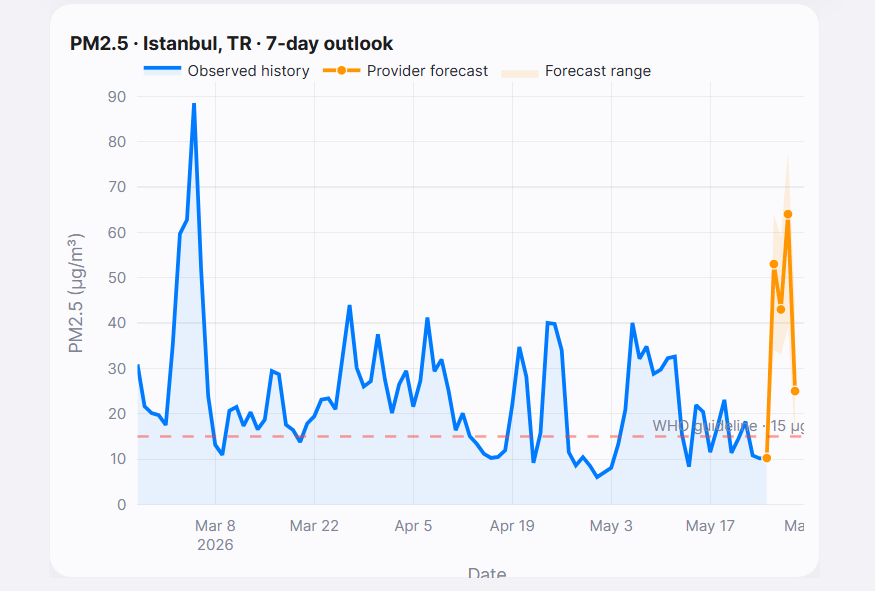 PM2.5 · Istanbul, TR · 7-day outlook
Observed history Provider forecast Forecast range
90
80
70
60
50
40
30
20
10
0
PM2.5 (µg/m³)
WHO guideline · 15 µg
Mar 8 Mar 22 Apr 5 Apr 19 May 3 May 17 Ma
2026
Date